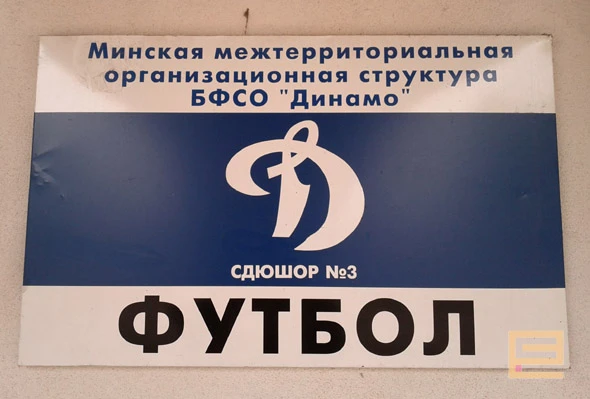 Минская межтерриториальная
организационная структура
БФСО "Динамо"
Д
СДЮШОР №3
ФУТБОЛ